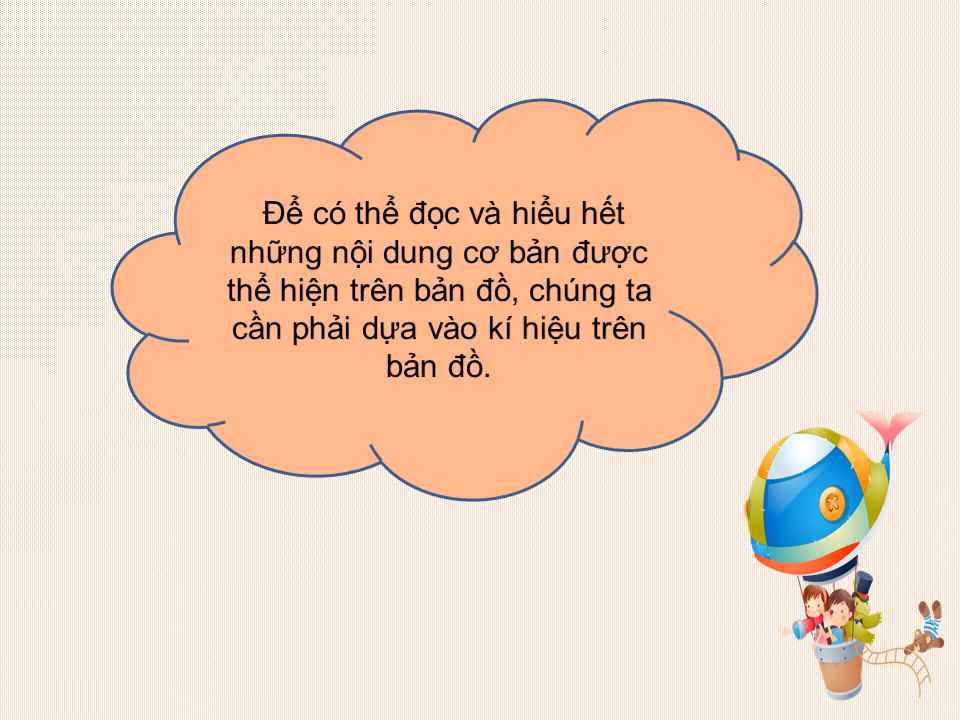 Để có thể đọc và hiểu hết
những nội dung cơ bản được
thể hiện trên bản đồ, chúng ta
cần phải dựa vào kí hiệu trên
bản đồ.